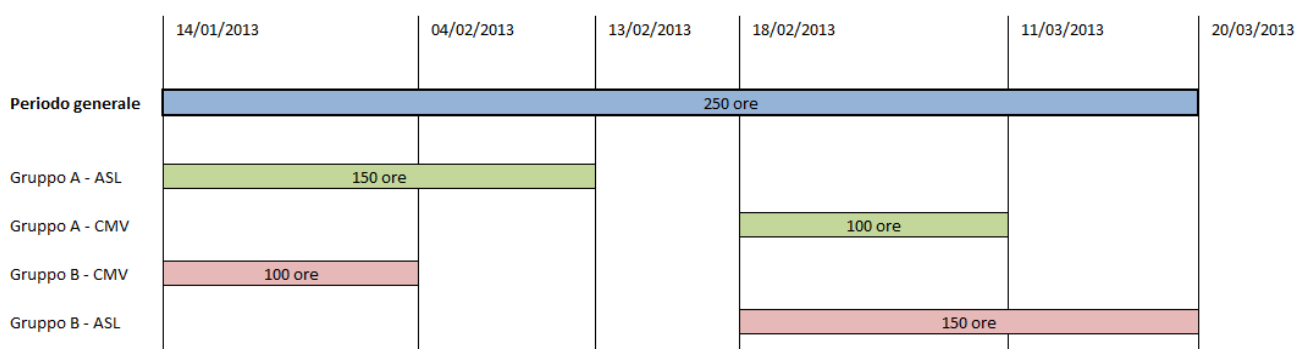 14/01/2013 04/02/2013 13/02/2013 18/02/2013 11/03/2013 20/03/2013
Periodo generale 250 ore
Gruppo A - ASL 150 ore
Gruppo A - CMV 100 ore
Gruppo B - CMV 100 ore
Gruppo B - ASL 150 ore